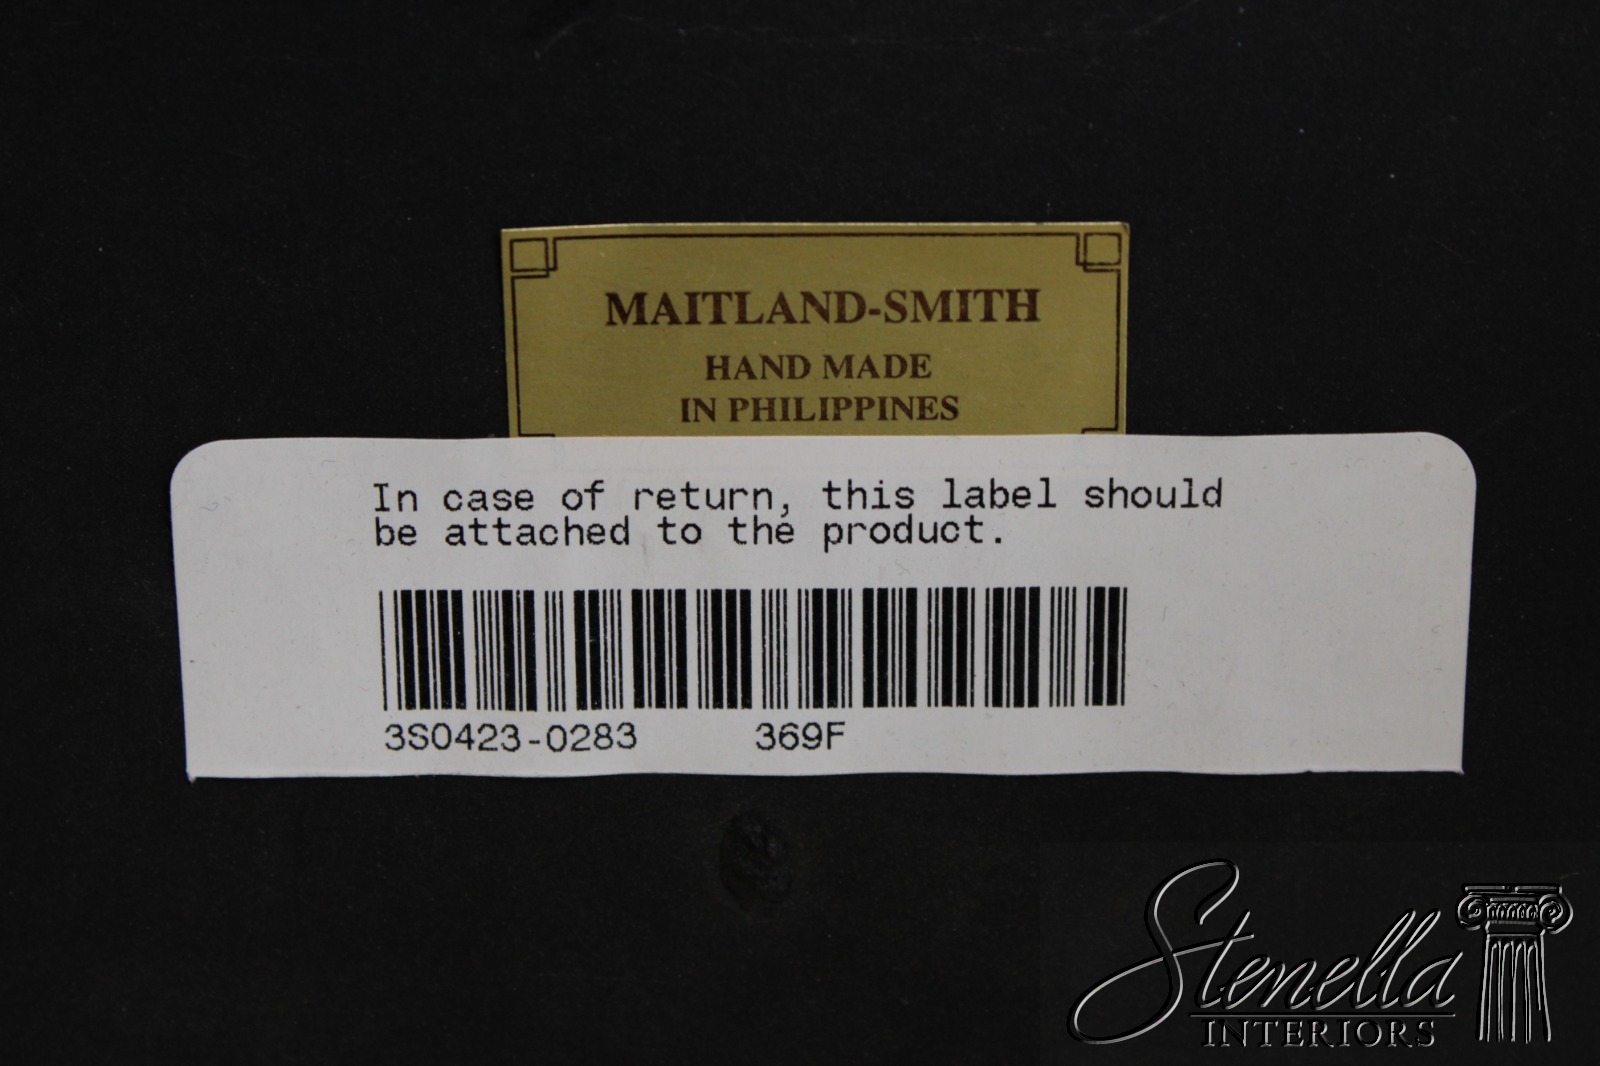 MAITLAND-SMITH
HAND MADE
IN PHILIPPINES
In case of return, this label should
be attached to the product.
3S0423-0283 369F
Stenella
INTERIORS